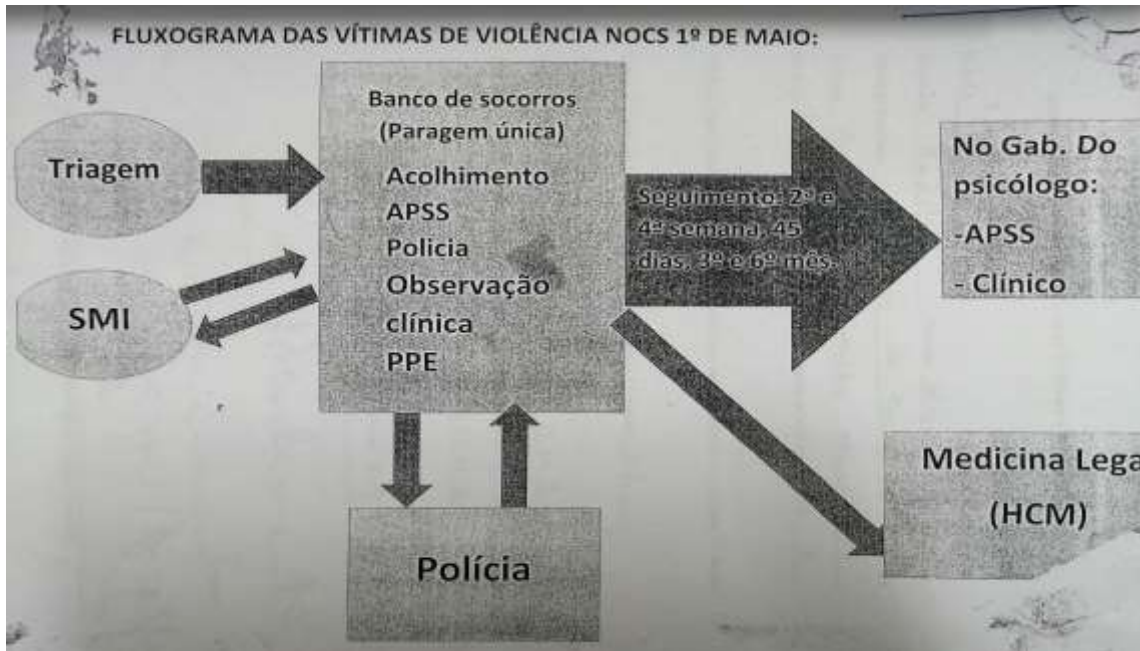 FLUXOGRAMA DAS VÍTIMAS DE VIOLÊNCIA NOCS 1º DE MAIO:
Triagem
SMI
Banco de socorros
(Paragem única)
Acolhimento
APSS
Policia
Observação
clínica
PPE
Seguimento: 2ª e
4ª semana, 45
dias, 3º e 6º mês.
No Gab. Do
psicólogo:
-APSS
- Clínico
Medicina Lega
(HCM)
Polícia